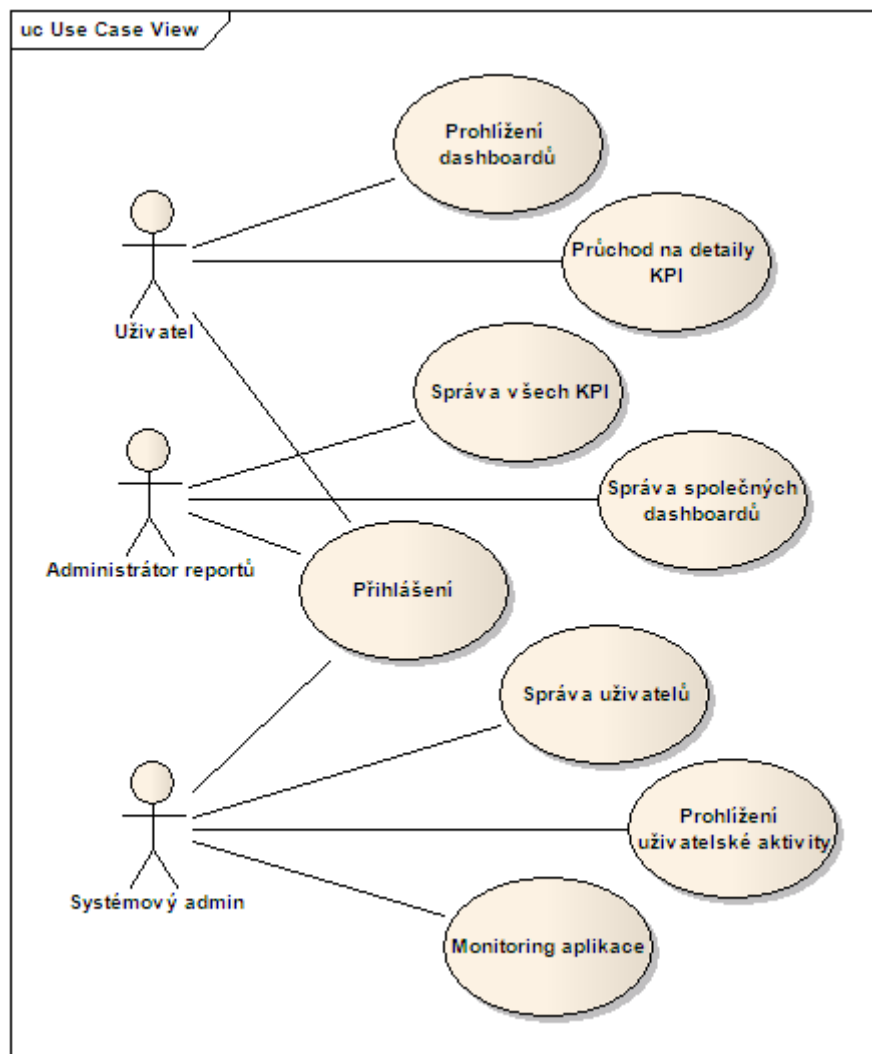 uc Use Case View
Prohlížení
dashboardů
Průchod na detaily
KPI
Uživatel
Správa všech KPI
Správa společných
dashboardů
Administrátor reportů
Přihlášení
Správa uživatelů
Prohlížení
uživatelské aktivity
Systémový admin
Monitoring aplikace